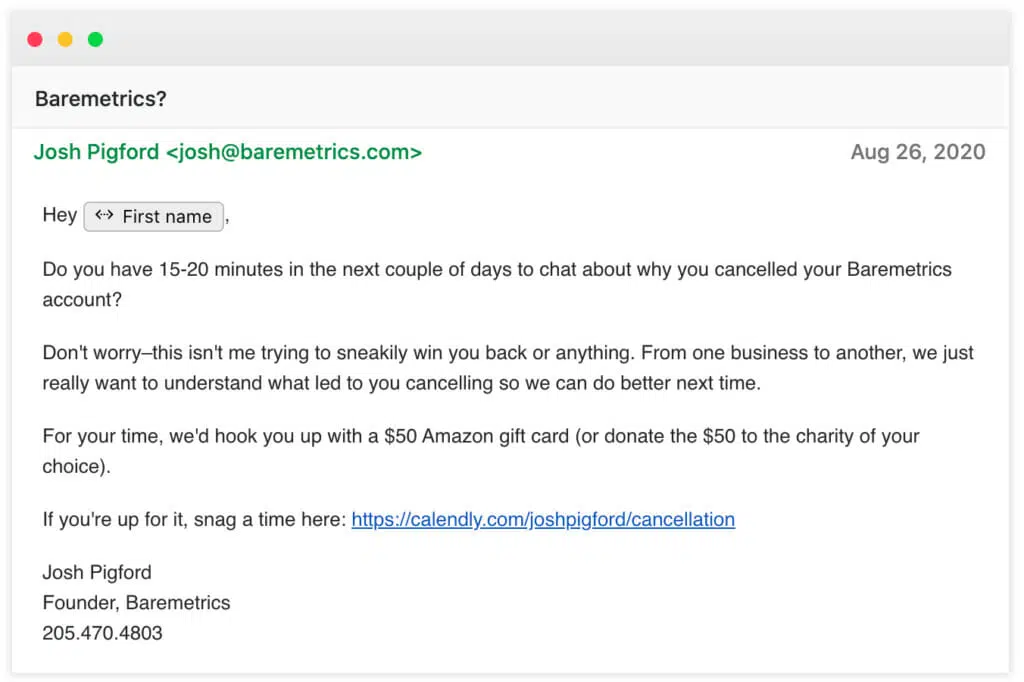 Baremetrics?
Josh Pigford <josh@baremetrics.com> Aug 26, 2020
Hey First name,
Do you have 15-20 minutes in the next couple of days to chat about why you cancelled your Baremetrics
account?
Don't worry–this isn't me trying to sneakily win you back or anything. From one business to another, we just
really want to understand what led to you cancelling so we can do better next time.
For your time, we'd hook you up with a $50 Amazon gift card (or donate the $50 to the charity of your
choice).
If you're up for it, snag a time here: https://calendly.com/joshpigford/cancellation
Josh Pigford
Founder, Baremetrics
205.470.4803